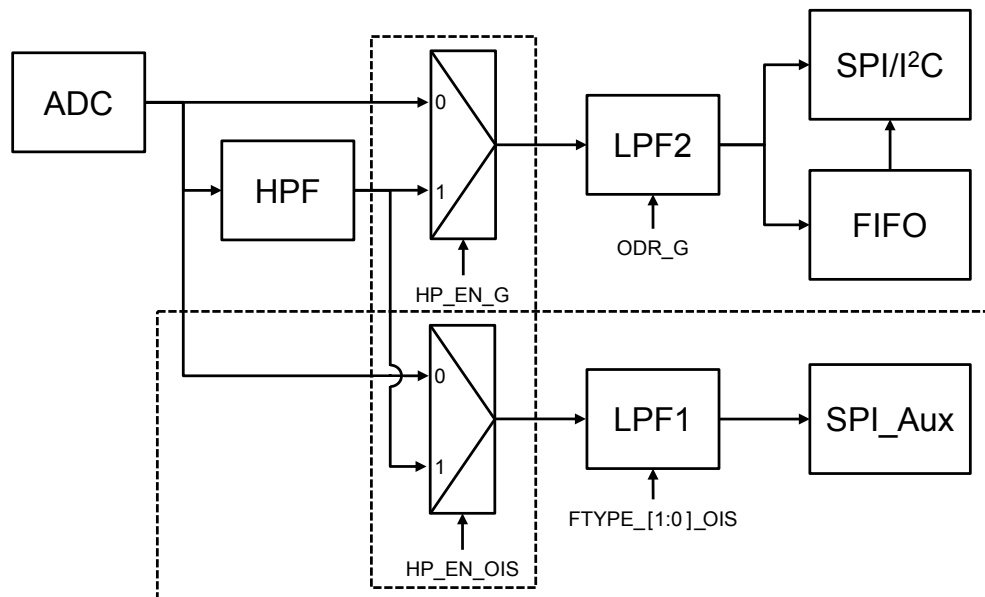 ADC
HPF
0
1
HP_EN_G
LPF2
ODR_G
SPI/I²C
FIFO
0
1
HP_EN_OIS
LPF1
FTYPE_[1:0]_OIS
SPI_Aux